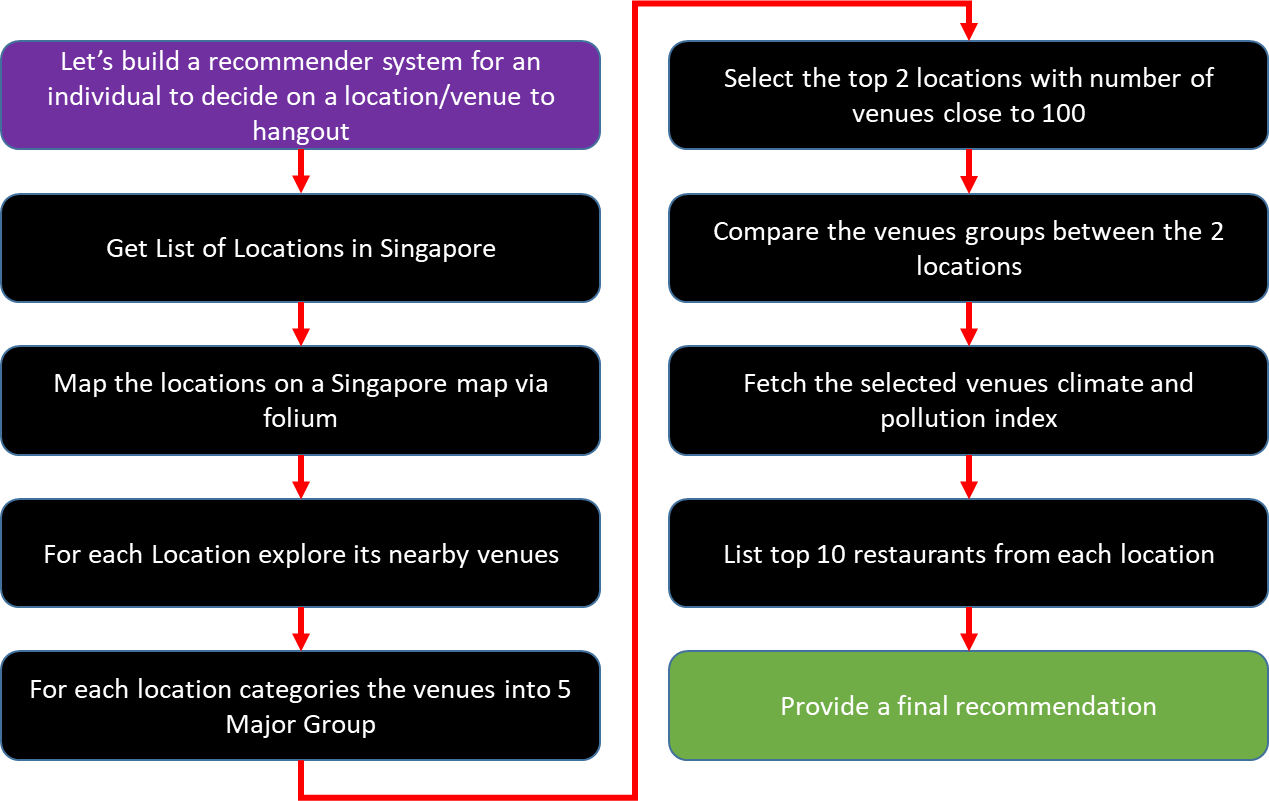 Let’s build a recommender system for an
individual to decide on a location/venue to
hangout
Get List of Locations in Singapore
Map the locations on a Singapore map via
folium
For each Location explore its nearby venues
For each location categories the venues into 5
Major Group
Select the top 2 locations with number of
venues close to 100
Compare the venues groups between the 2
locations
Fetch the selected venues climate and
pollution index
List top 10 restaurants from each location
Provide a final recommendation